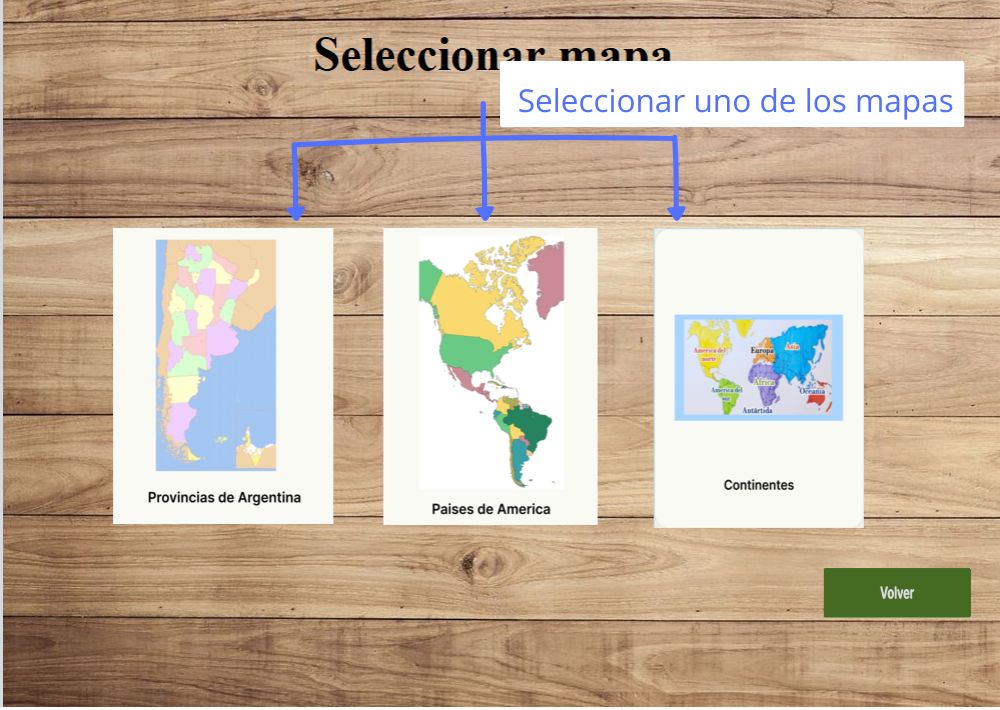 Seleccionar mapa
Seleccionar uno de los mapas
America del
norte
Europa
Asia
Africa
America del
sur
Oceania
Antártida
Provincias de Argentina
Paises de America
Continentes
Volver